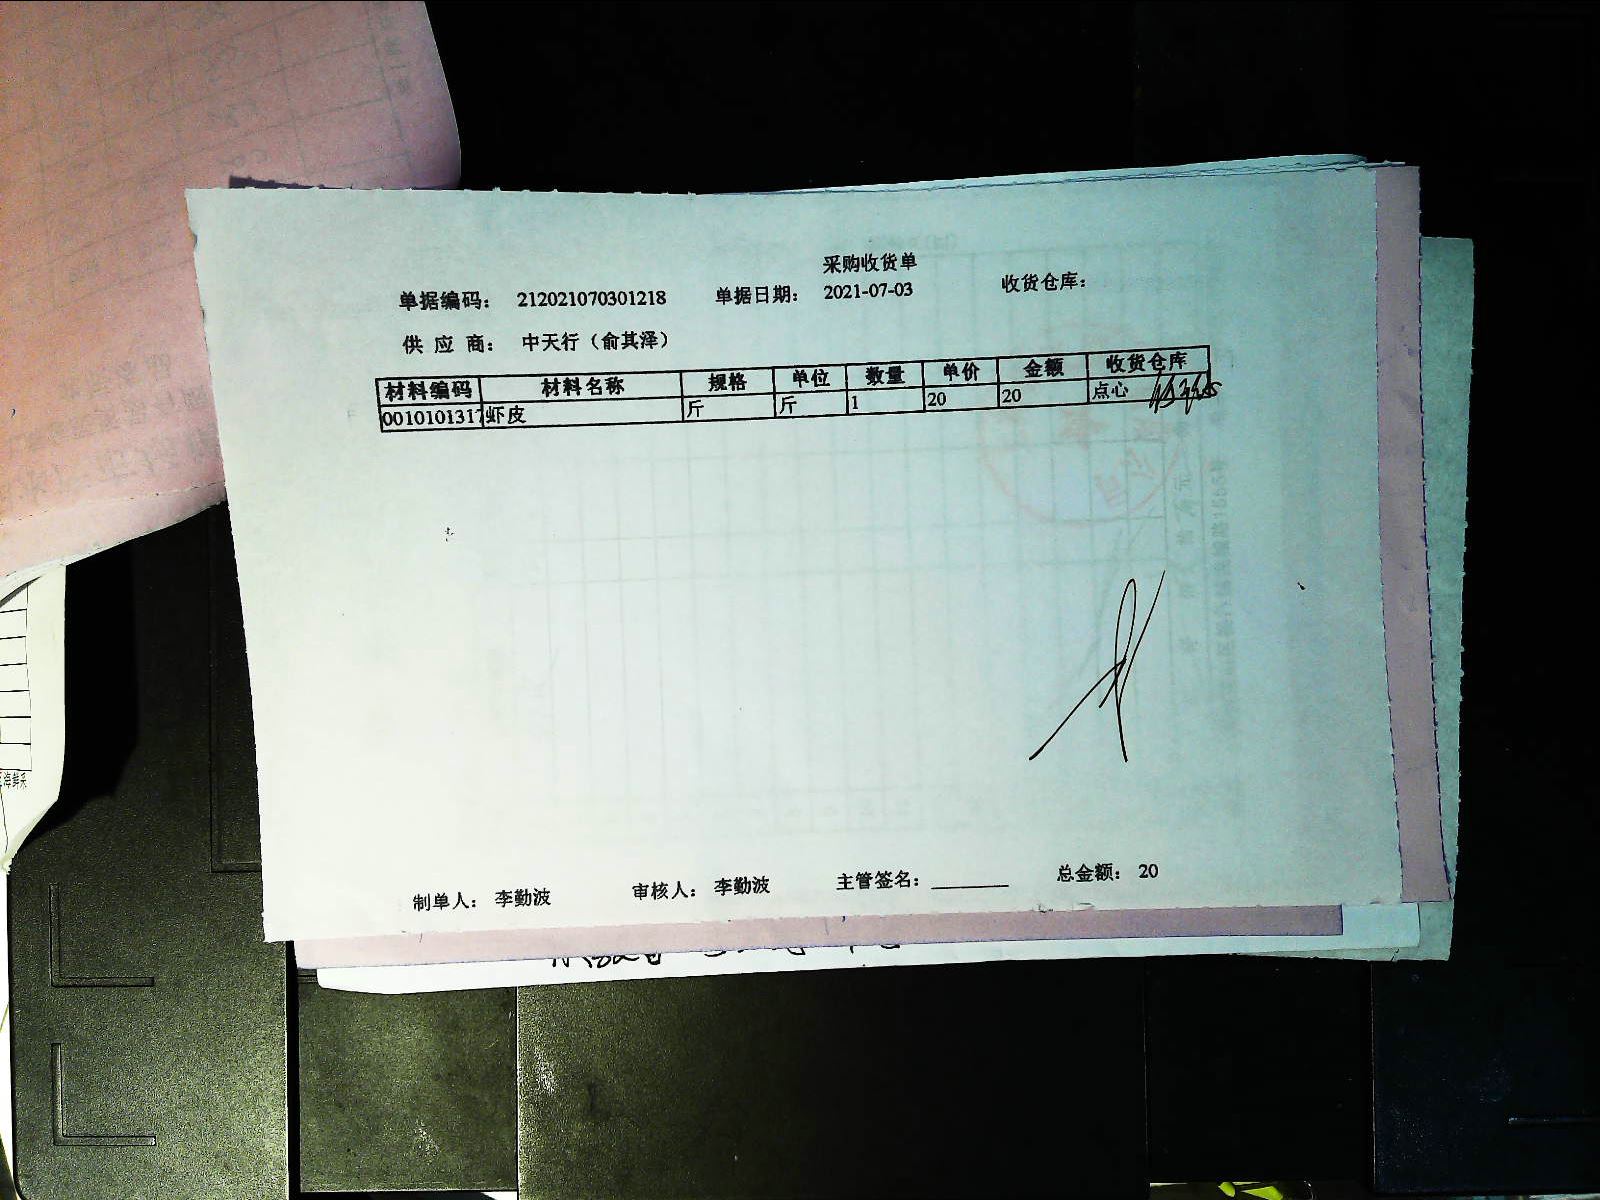 采购收货单
单据编码： 212021070301218 单据日期： 2021-07-03 收货仓库：
供 应 商： 中天行（俞其泽）
材料编码 材料名称 规格 单位 数量 单价 金额 收货仓库
0010101317 虾皮 斤 斤 1 20 20 点心
制单人： 李勤波 审核人： 李勤波 主管签名：________ 总金额： 20